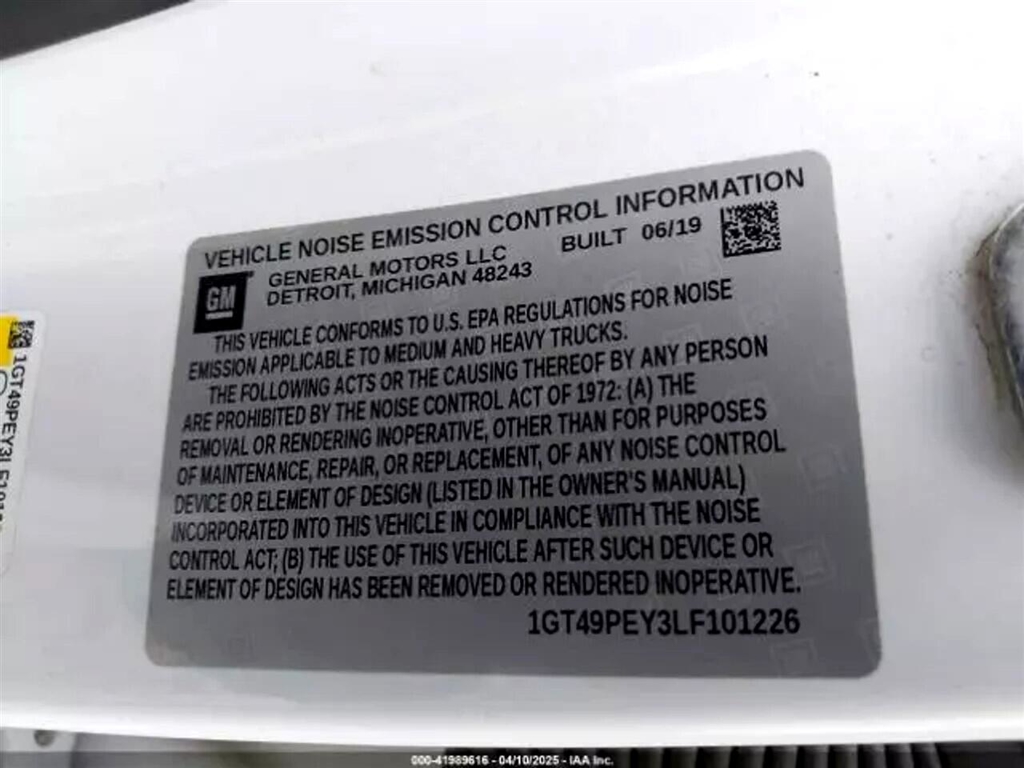 VEHICLE NOISE EMISSION CONTROL INFORMATION
GM
GENERAL MOTORS LLC
DETROIT, MICHIGAN 48243
BUILT 06/19
THIS VEHICLE CONFORMS TO U.S. EPA REGULATIONS FOR NOISE
EMISSION APPLICABLE TO MEDIUM AND HEAVY TRUCKS.
THE FOLLOWING ACTS OR THE CAUSING THEREOF BY ANY PERSON
ARE PROHIBITED BY THE NOISE CONTROL ACT OF 1972: (A) THE
REMOVAL OR RENDERING INOPERATIVE, OTHER THAN FOR PURPOSES
OF MAINTENANCE, REPAIR, OR REPLACEMENT, OF ANY NOISE CONTROL
DEVICE OR ELEMENT OF DESIGN (LISTED IN THE OWNER'S MANUAL)
INCORPORATED INTO THIS VEHICLE IN COMPLIANCE WITH THE NOISE
CONTROL ACT; (B) THE USE OF THIS VEHICLE AFTER SUCH DEVICE OR
ELEMENT OF DESIGN HAS BEEN REMOVED OR RENDERED INOPERATIVE.
1GT49PEY3LF101226
000-41989616 - 04/10/2025 - IAA Inc.